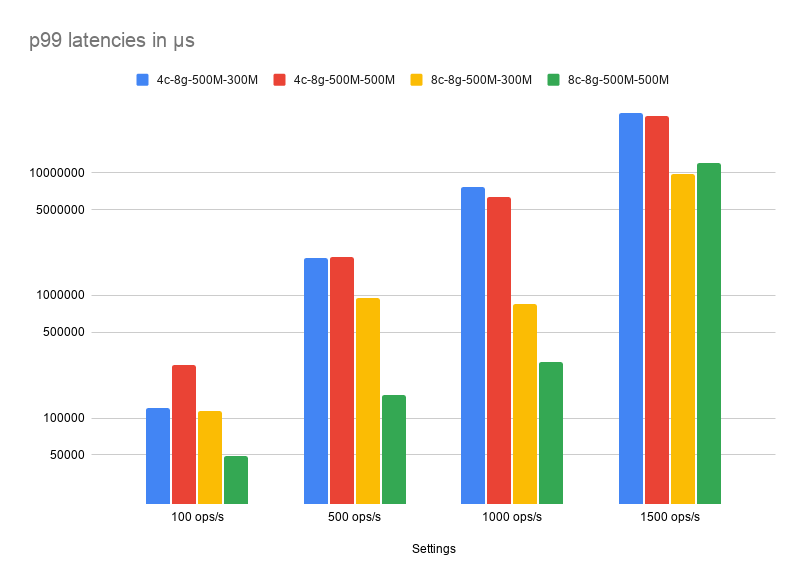 p99 latencies in µs
4c-8g-500M-300M 4c-8g-500M-500M 8c-8g-500M-300M 8c-8g-500M-500M
10000000
5000000
1000000
500000
100000
50000
100 ops/s 500 ops/s 1000 ops/s 1500 ops/s
Settings